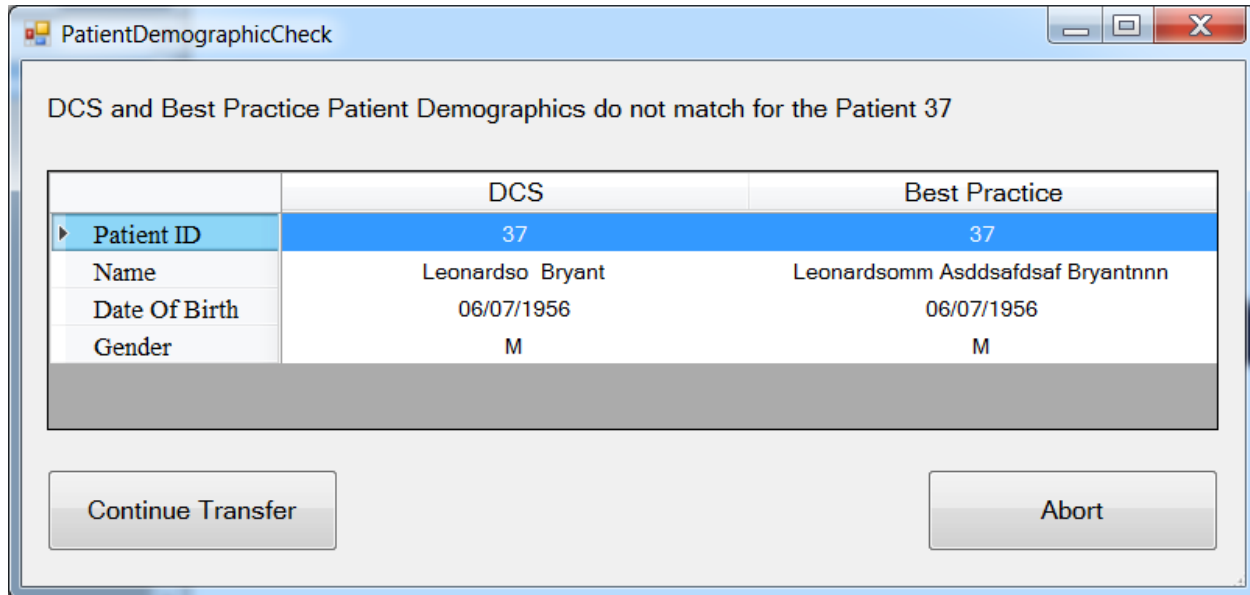 PatientDemographicCheck
DCS and Best Practice Patient Demographics do not match for the Patient 37
DCS Best Practice
Patient ID 37 37
Name Leonardso Bryant Leonardsomm Asddsafdsaf Bryantnnn
Date Of Birth 06/07/1956 06/07/1956
Gender M M
Continue Transfer Abort